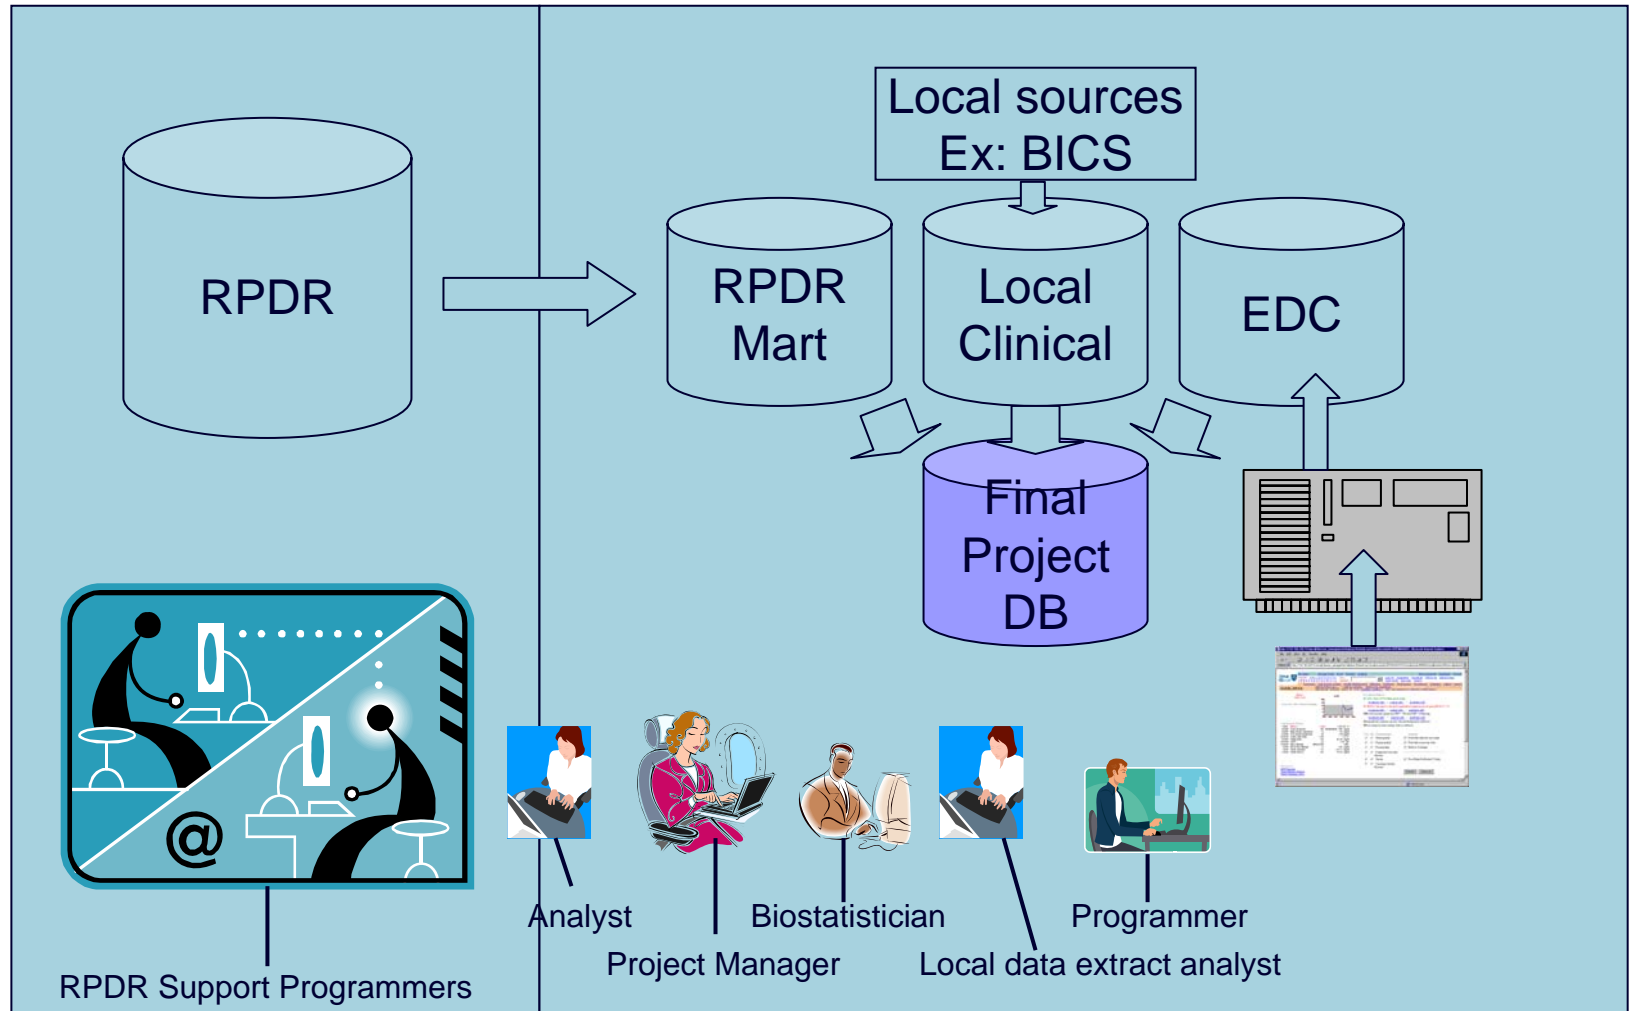 Local sources
Ex: BICS
RPDR
RPDR
Mart
Local
Clinical
EDC
Final
Project
DB
@
Analyst
Biostatistician
Programmer
Project Manager
Local data extract analyst
RPDR Support Programmers